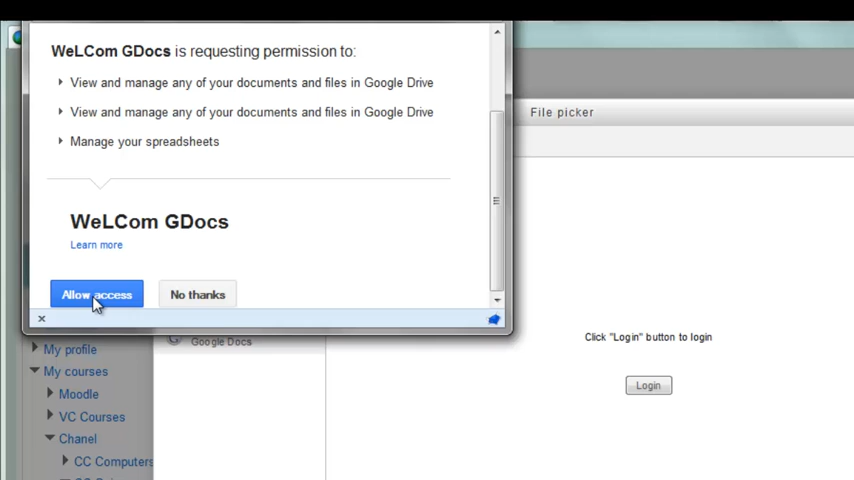 WeLCom GDocs is requesting permission to:
View and manage any of your documents and files in Google Drive
View and manage any of your documents and files in Google Drive
Manage your spreadsheets
WeLCom GDocs
Learn more
Allow access
No thanks
File picker
Google Docs
Click "Login" button to login
Login
My profile
My courses
Moodle
VC Courses
Chanel
CC Computers